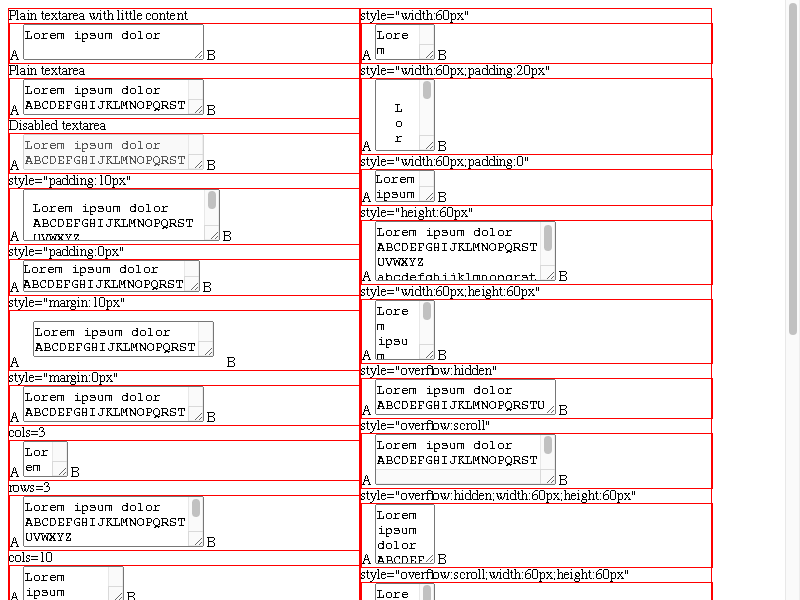 Plain textarea with little content
A Lorem ipsum dolor B
Plain textarea
Lorem ipsum dolor
A ABCDEFGHIJKLMNOPQRST B
Disabled textarea
Lorem ipsum dolor
A ABCDEFGHIJKLMNOPQRST B
style="padding:10px"
Lorem ipsum dolor
ABCDEFGHIJKLMNOPQRST
A UVWXYZ B
style="padding:0px"
Lorem ipsum dolor
A ABCDEFGHIJKLMNOPQRST B
style="margin:10px"
Lorem ipsum dolor
ABCDEFGHIJKLMNOPQRST
A B
style="margin:0px"
Lorem ipsum dolor
A ABCDEFGHIJKLMNOPQRST B
cols=3
Lor
A em B
rows=3
Lorem ipsum dolor
ABCDEFGHIJKLMNOPQRST
A UVWXYZ B
cols=10
Lorem
A ipsum B
style="width:60px"
Lore
A m B
style="width:60px;padding:20px"
L
o
A r B
style="width:60px;padding:0"
Lorem
A ipsum B
style="height:60px"
Lorem ipsum dolor
ABCDEFGHIJKLMNOPQRST
UVWXYZ
A abcdefghijklmnopqrst B
style="width:60px;height:60px"
Lore
m
ipsu
A m B
style="overflow:hidden"
Lorem ipsum dolor
A ABCDEFGHIJKLMNOPQRSTU B
style="overflow:scroll"
Lorem ipsum dolor
ABCDEFGHIJKLMNOPQRST
A B
style="overflow:hidden;width:60px;height:60px"
Lorem
ipsum
dolor
A ABCDEF B
style="overflow:scroll;width:60px;height:60px"
Lore